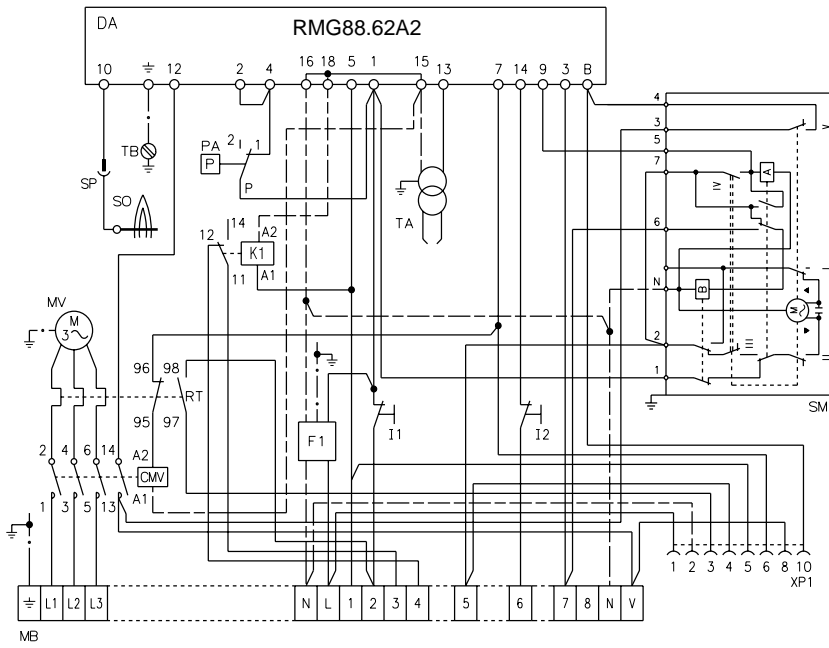 DA
RMG88.62A2
10 12 2 4 16 18 5 1 15 13 7 14 9 3 B
4
3
5
7
6
N
2
1
V
IV
A
I
B
M
III
II
SM
TB
PA
P
2 1
P
SP
SO
TA
14
12
A2
K1
11
A1
MV
M
3
96 98
RT
95 97
F1
I1
I2
2 4 6 14
A2
CMV
A1
1 3 5 13
1 2 3 4 5 6 8 10
XP1
L1 L2 L3 N L 1 2 3 4 5 6 7 8 N V
MB